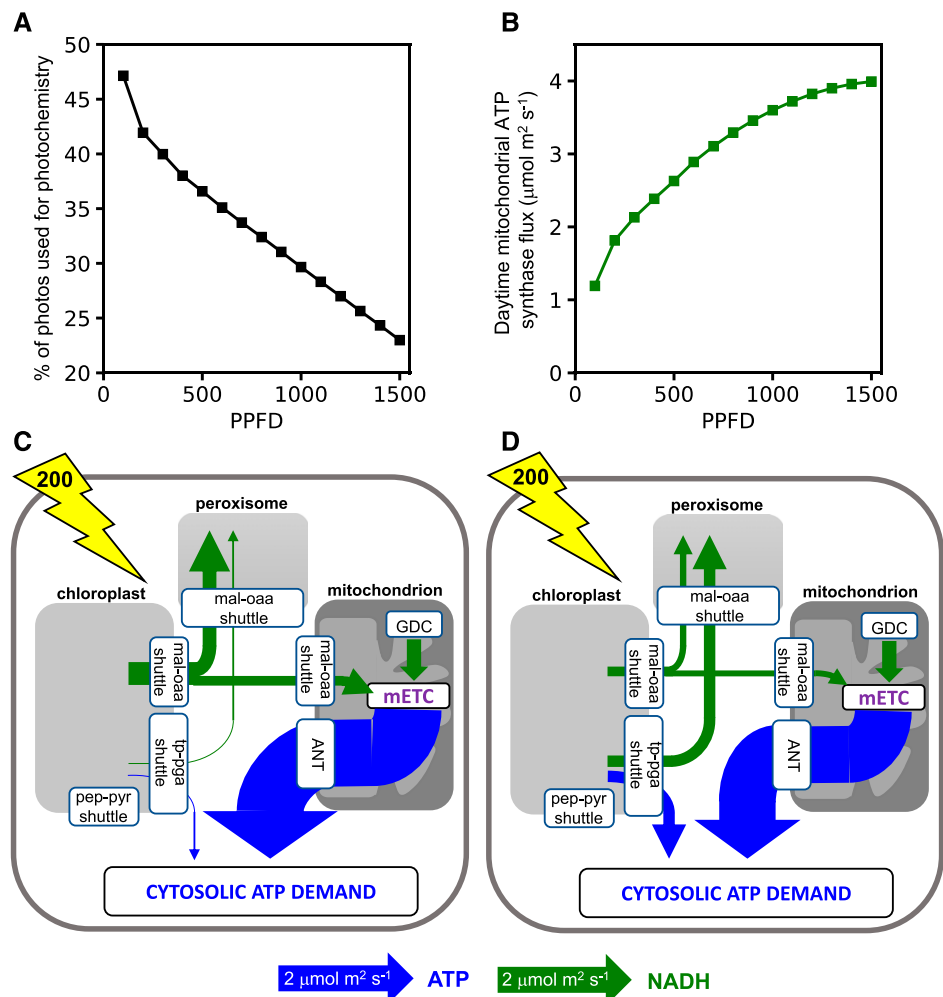 A
% of photos used for photochemistry
50
45
40
35
30
25
20
0
500
1000
1500
PPFD
B
Daytime mitochondrial ATP
synthase flux (μmol m² s⁻¹)
4
3
2
1
0
0
500
1000
1500
PPFD
C
200
peroxisome
chloroplast
mitochondrion
mal-oaa
shuttle
GDC
mal-oaa
shuttle
mal-oaa
shuttle
mETC
tp-pga
shuttle
ANT
pep-pyr
shuttle
CYTOSOLIC ATP DEMAND
D
200
peroxisome
chloroplast
mitochondrion
mal-oaa
shuttle
GDC
mal-oaa
shuttle
mal-oaa
shuttle
mETC
tp-pga
shuttle
ANT
pep-pyr
shuttle
CYTOSOLIC ATP DEMAND
2 μmol m² s⁻¹ ATP
2 μmol m² s⁻¹ NADH